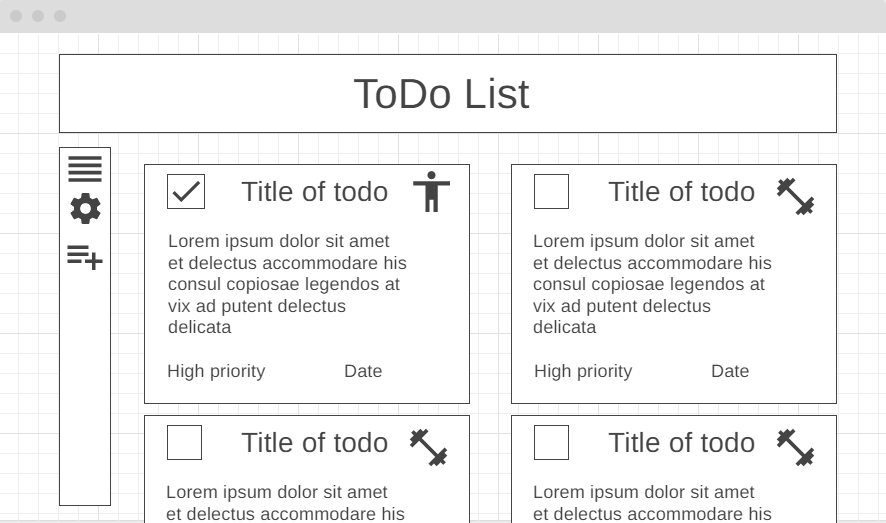 ToDo List
Title of todo
Lorem ipsum dolor sit amet
et delectus accommodare his
consul copiosae legendos at
vix ad putent delectus
delicata
High priority
Date
Title of todo
Lorem ipsum dolor sit amet
et delectus accommodare his
consul copiosae legendos at
vix ad putent delectus
delicata
High priority
Date
Title of todo
Lorem ipsum dolor sit amet
et delectus accommodare his
Title of todo
Lorem ipsum dolor sit amet
et delectus accommodare his